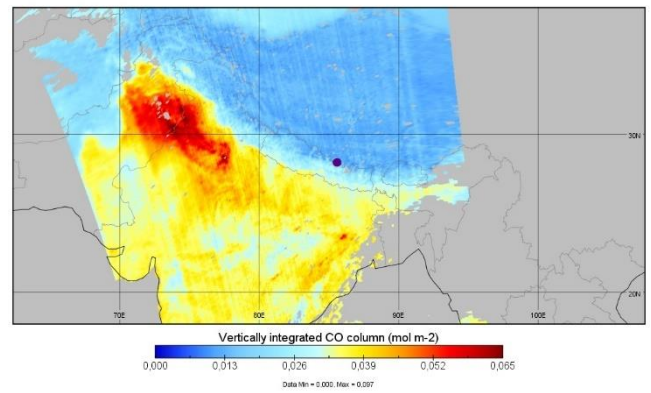 30N
20N
70E 80E 90E 100E
Vertically integrated CO column (mol m-2)
0,000 0,013 0,026 0,039 0,052 0,065
Data Min = 0,000, Max = 0,097